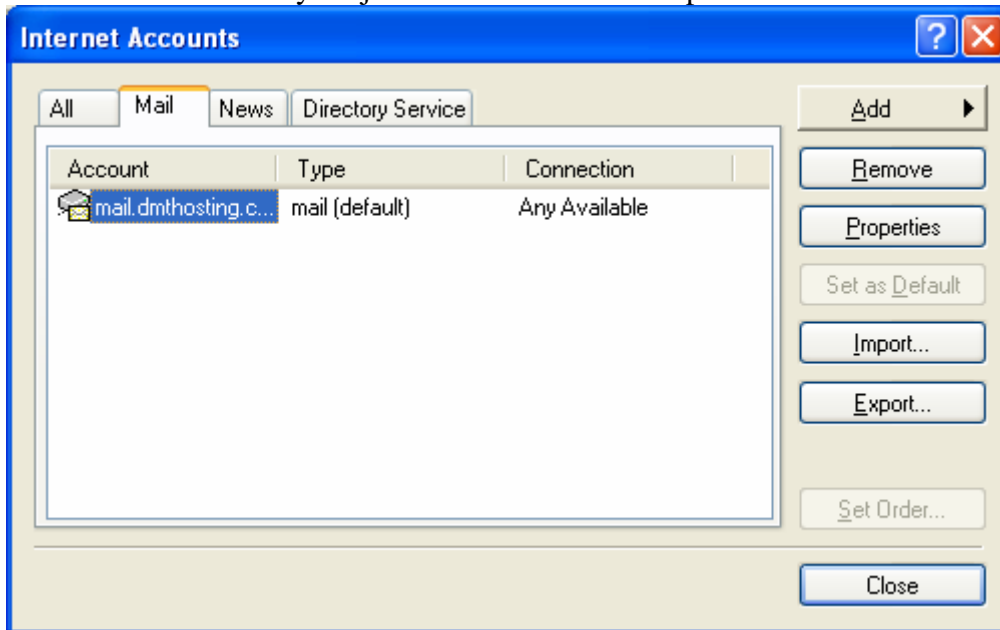 Internet Accounts
All Mail News Directory Service
Add
Account Type Connection
Remove
mail.dmthosting.c... mail (default) Any Available
Properties
Set as Default
Import...
Export...
Set Order...
Close